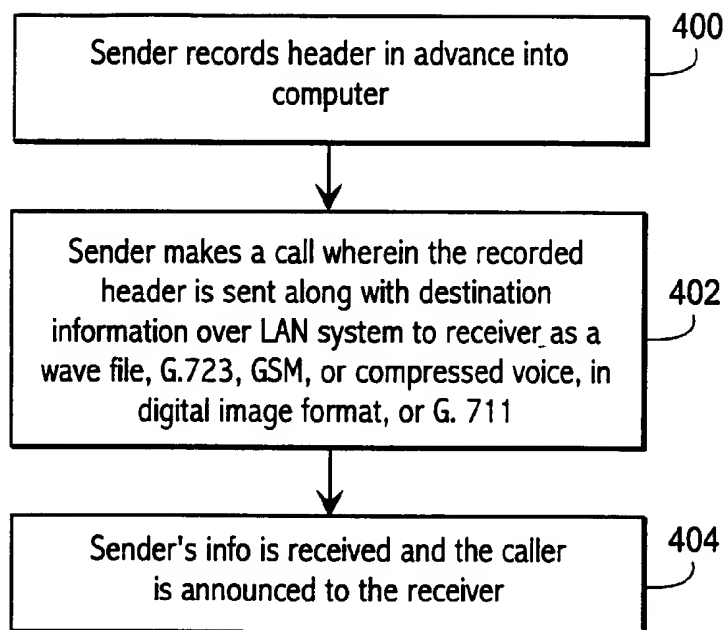 Sender records header in advance into
computer
400
Sender makes a call wherein the recorded
header is sent along with destination
information over LAN system to receiver as a
wave file, G.723, GSM, or compressed voice, in
digital image format, or G. 711
402
Sender's info is received and the caller
is announced to the receiver
404